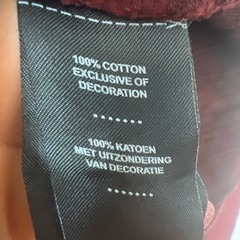 100% COTTON
EXCLUSIVE OF
DECORATION
.......
100% KATOEN
MET UITZONDERING
VAN DECORATIE
.......